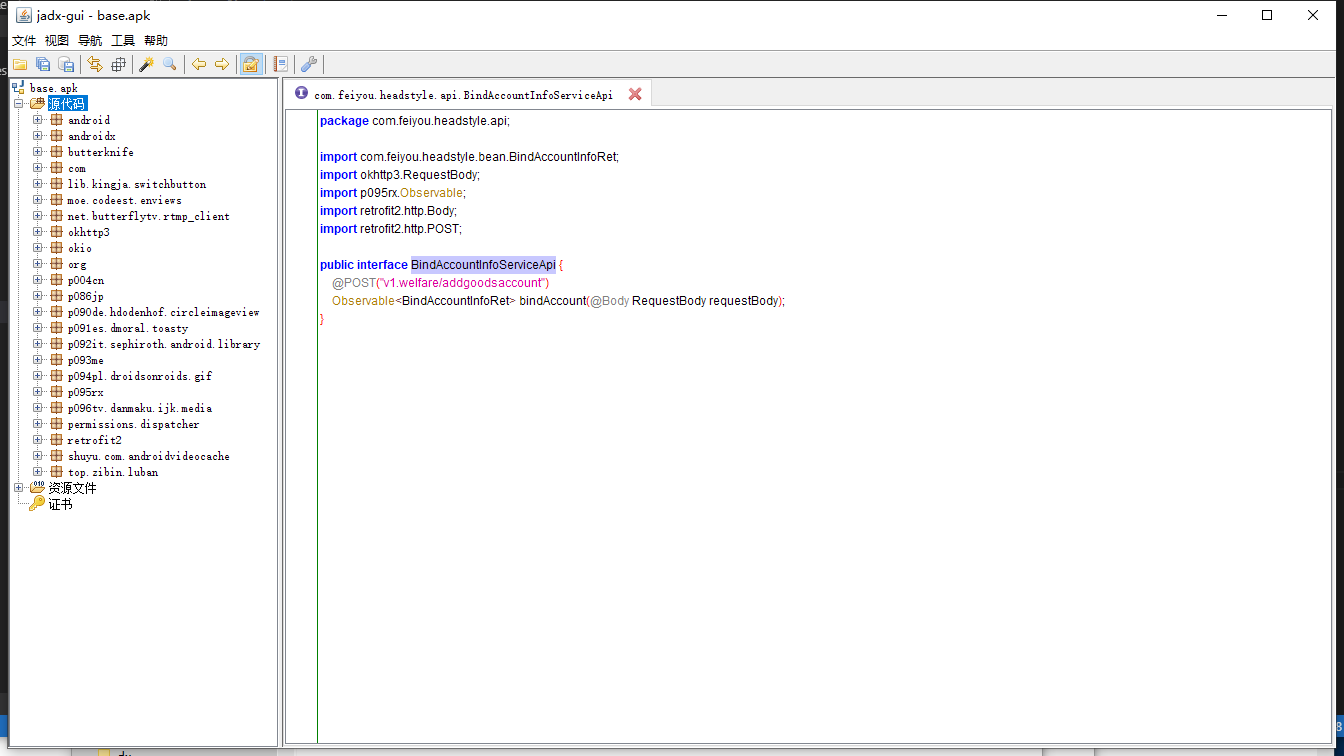 jadx-gui - base.apk
文件 视图 导航 工具 帮助
base.apk
源代码
android
androidx
butterknife
com
lib.kingja.switchbutton
moe.codeest.enviews
net.butterflytv.rtmp_client
okhttp3
okio
org
p004cn
p086jp
p090de.hdodenhof.circleimageview
p091es.dmoral.toasty
p092it.sephiroth.android.library
p093me
p094pl.droidsonroids.gif
p095rx
p096tv.danmaku.ijk.media
permissions.dispatcher
retrofit2
shuyu.com.androidvideocache
top.zibin.luban
资源文件
证书
com.feiyou.headstyle.api.BindAccountInfoServiceApi
package com.feiyou.headstyle.api;
import com.feiyou.headstyle.bean.BindAccountInfoRet;
import okhttp3.RequestBody;
import p095rx.Observable;
import retrofit2.http.Body;
import retrofit2.http.POST;
public interface BindAccountInfoServiceApi {
@POST("v1.welfare/addgoodsaccount")
Observable<BindAccountInfoRet> bindAccount(@Body RequestBody requestBody);
}